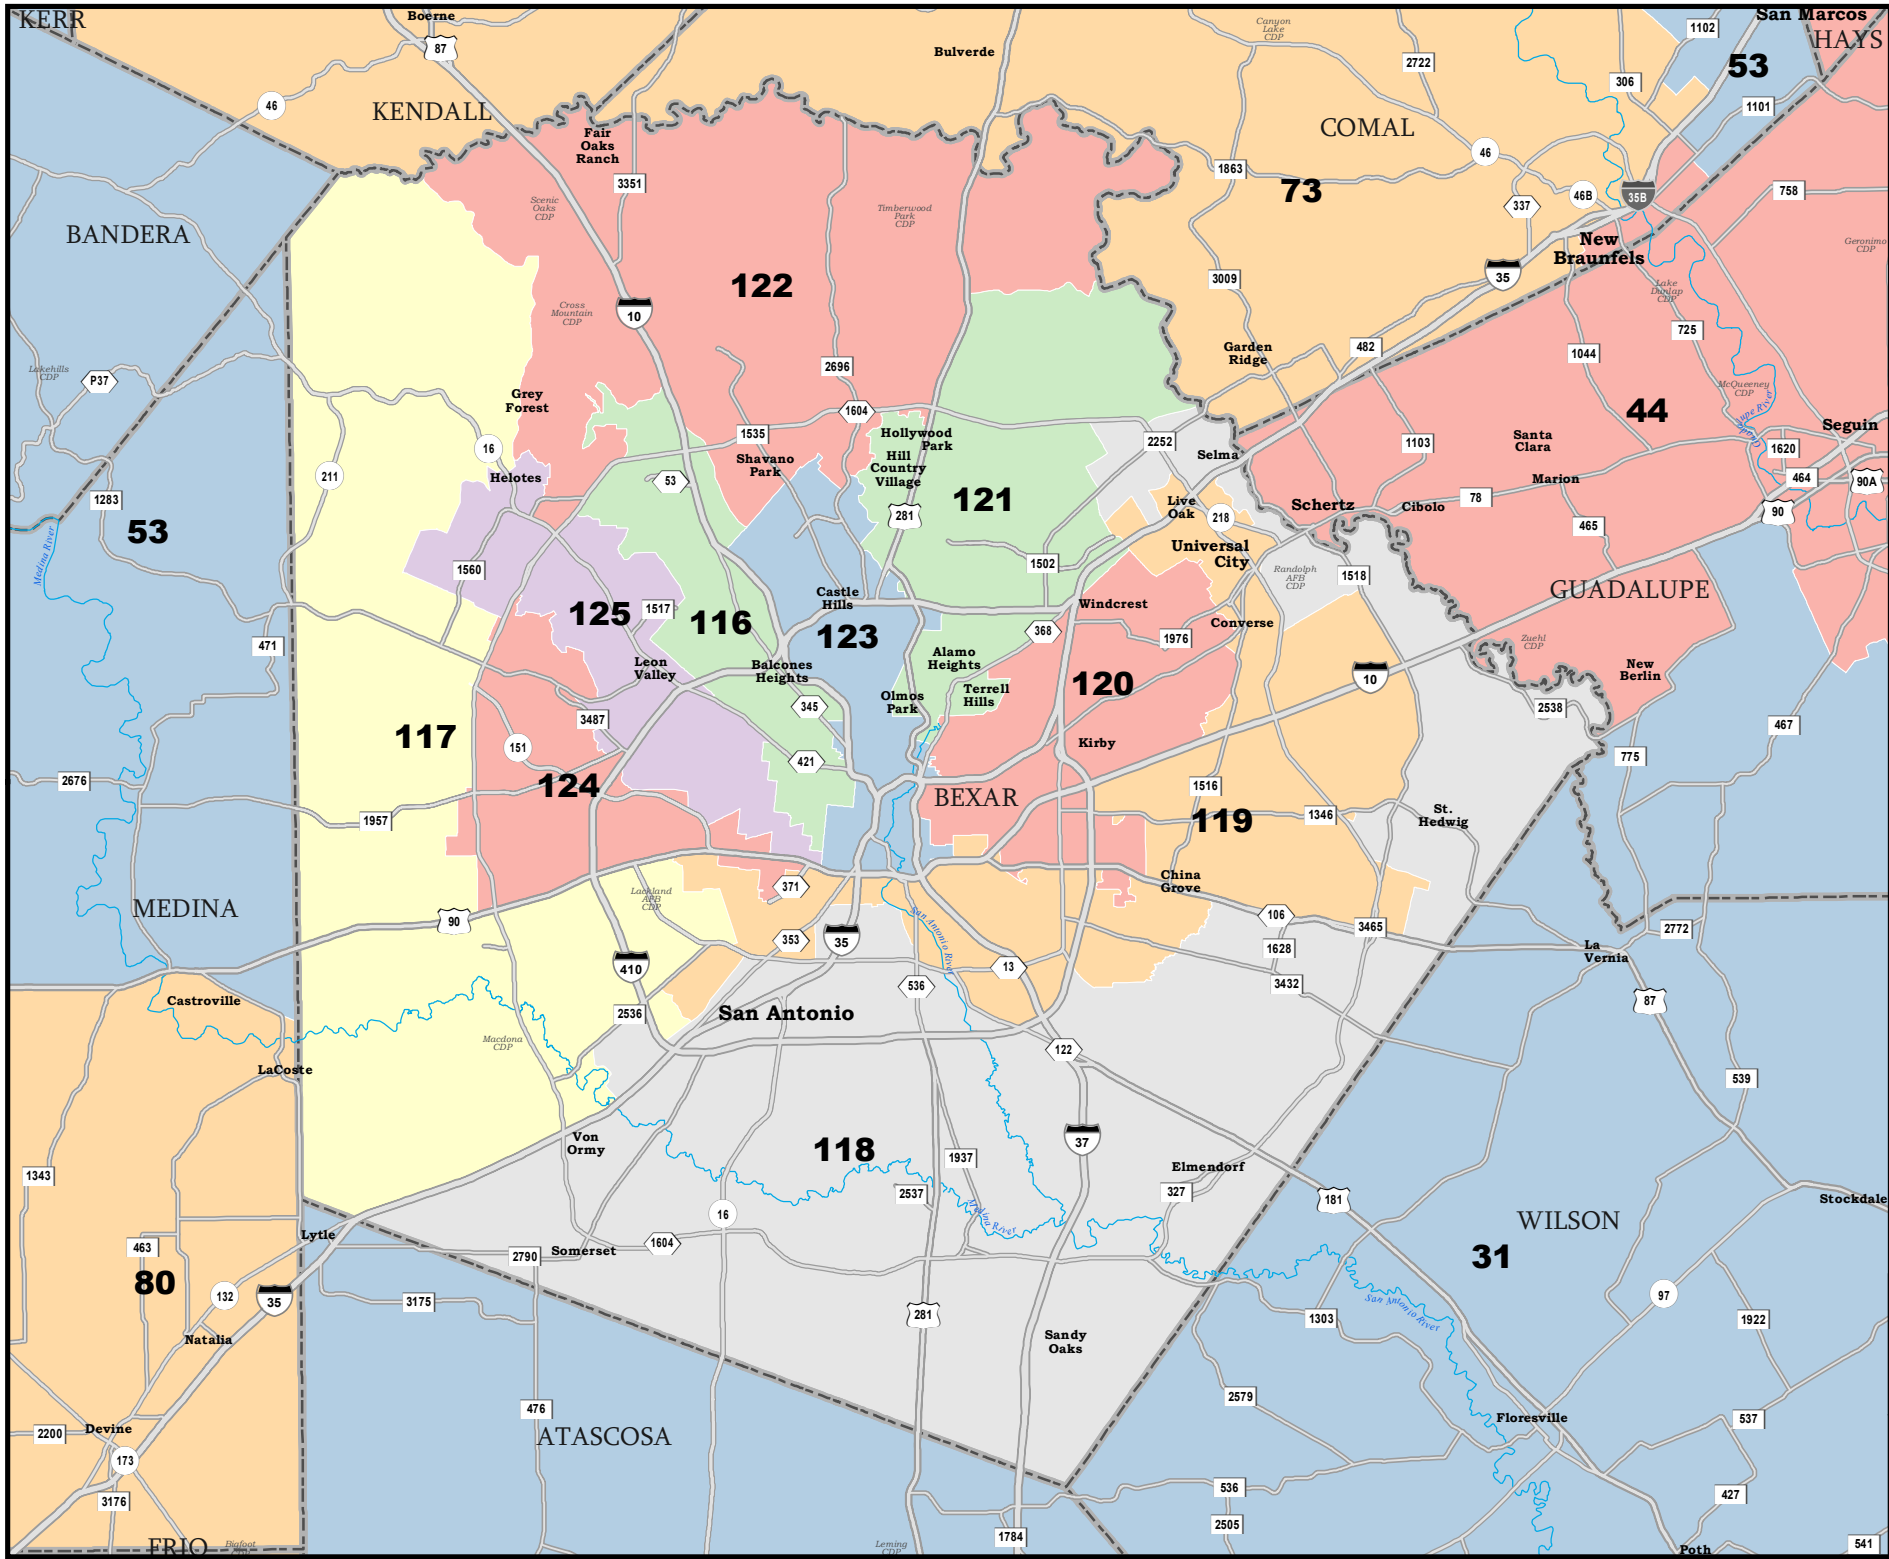 KERR
Boerne
87
Bulverde
Canyon
Lake
CDP
2722
306
1102
San Marcos
HAYS
53
1101
46
KENDALL
Fair
Oaks
Ranch
3351
COMAL
46
1863
73
337
46B
35B
758
Scenic
Oaks
CDP
Timberwood
Park
CDP
BANDERA
122
3009
New
Braunfels
35
Geronimo
CDP
Lake
Dunlap
CDP
Cross
Mountain
CDP
10
725
Garden
Ridge
482
1044
Lakehills
CDP
P37
2696
McQueeney
CDP
Grey
Forest
1604
44
Seguin
16
1535
Hollywood
Park
2252
1103
Santa
Clara
1620
Shavano
Park
Hill
Country
Village
Selma
464
90A
211
Helotes
53
121
Marion
78
1283
281
Live
Oak
218
Schertz
Cibolo
90
53
465
Medina River
Universal
City
1560
1502
Randolph
AFB
CDP
1518
GUADALUPE
125
1517
116
Castle
Hills
Windcrest
123
368
1976
Converse
Zuehl
CDP
471
Leon
Valley
Balcones
Heights
Alamo
Heights
120
10
New
Berlin
Olmos
Park
Terrell
Hills
345
2538
117
3487
467
151
Kirby
421
775
2676
124
BEXAR
1516
1957
119
1346
St.
Hedwig
371
China
Grove
Lackland
AFB
CDP
MEDINA
90
106
San Antonio River
353
35
3465
2772
1628
La
Vernia
410
13
536
3432
Castroville
87
2536
San Antonio
Macdona
CDP
122
LaCoste
539
Von
Ormy
37
118
1937
1343
Elmendorf
327
2537
181
Stockdale
16
Medina River
WILSON
Lytle
463
2790
Somerset
1604
31
80
132
35
3175
97
281
San Antonio River
1303
1922
Natalia
Sandy
Oaks
2579
476
Floresville
537
Devine
2200
ATASCOSA
173
3176
536
427
2505
1784
FRIO
Bigfoot
Leming
CDP
Poth
541